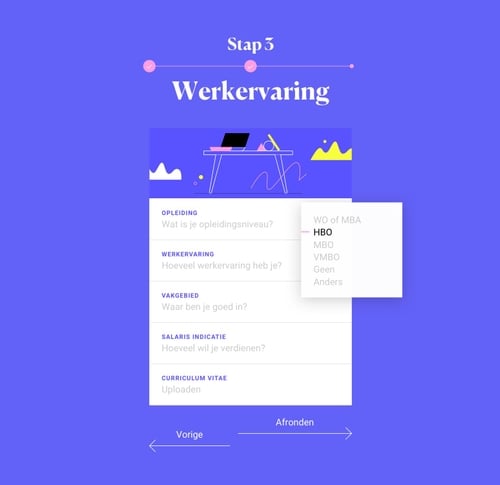 Stap 3
Werkervaring
OPLEIDING
Wat is je opleidingsniveau?
WO of MBA
HBO
MBO
VMBO
Geen
Anders
WERKERVARING
Hoeveel werkervaring heb je?
VAKGEBIED
Waar ben je goed in?
SALARIS INDICATIE
Hoeveel wil je verdienen?
CURRICULUM VITAE
Uploaden
Vorige
Afronden